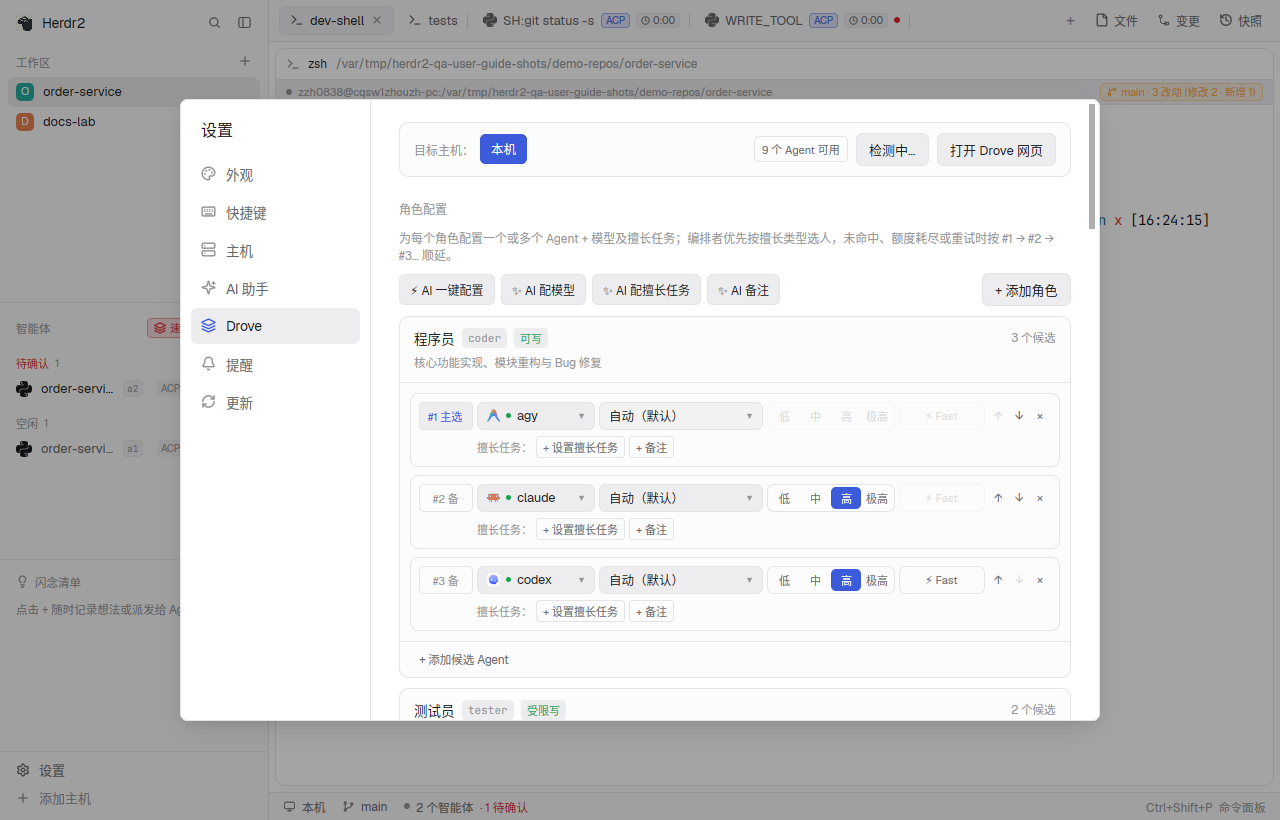 Herdr2
dev-shell
tests
SH:git status -s ACP 0:00
WRITE_TOOL ACP 0:00
文件
变更
快照
工作区
order-service
docs-lab
zsh /var/tmp/herdr2-qa-user-guide-shots/demo-repos/order-service
zzh0838@cqsw1zhouzh-pc:/var/tmp/herdr2-qa-user-guide-shots/demo-repos/order-service
main · 3 改动 (修改 2 · 新增 1)
n x [16:24:15]
智能体
速
待确认 1
order-servi... a2 ACP
空闲 1
order-servi... a1 ACP
闪念清单
点击 + 随时记录想法或派发给 Ag
设置
添加主机
设置
外观
快捷键
主机
AI 助手
Drove
提醒
更新
目标主机: 本机
9 个 Agent 可用
检测中...
打开 Drove 网页
角色配置
为每个角色配置一个或多个 Agent + 模型及擅长任务；编排者优先按擅长类型选人，未命中、额度耗尽或重试时按 #1 → #2 →
#3... 顺延。
⚡ AI 一键配置
✨ AI 配模型
✨ AI 配擅长任务
✨ AI 备注
+ 添加角色
程序员 coder 可写
3 个候选
核心功能实现、模块重构与 Bug 修复
#1 主选 agy 自动（默认） 低 中 高 极高 ⚡ Fast ↑ ↓ ×
擅长任务: + 设置擅长任务 + 备注
#2 备 claude 自动（默认） 低 中 高 极高 ⚡ Fast ↑ ↓ ×
擅长任务: + 设置擅长任务 + 备注
#3 备 codex 自动（默认） 低 中 高 极高 ⚡ Fast ↑ ↓ ×
擅长任务: + 设置擅长任务 + 备注
+ 添加候选 Agent
测试员 tester 受限写
2 个候选
本机
main
2 个智能体 · 1 待确认
Ctrl+Shift+P 命令面板